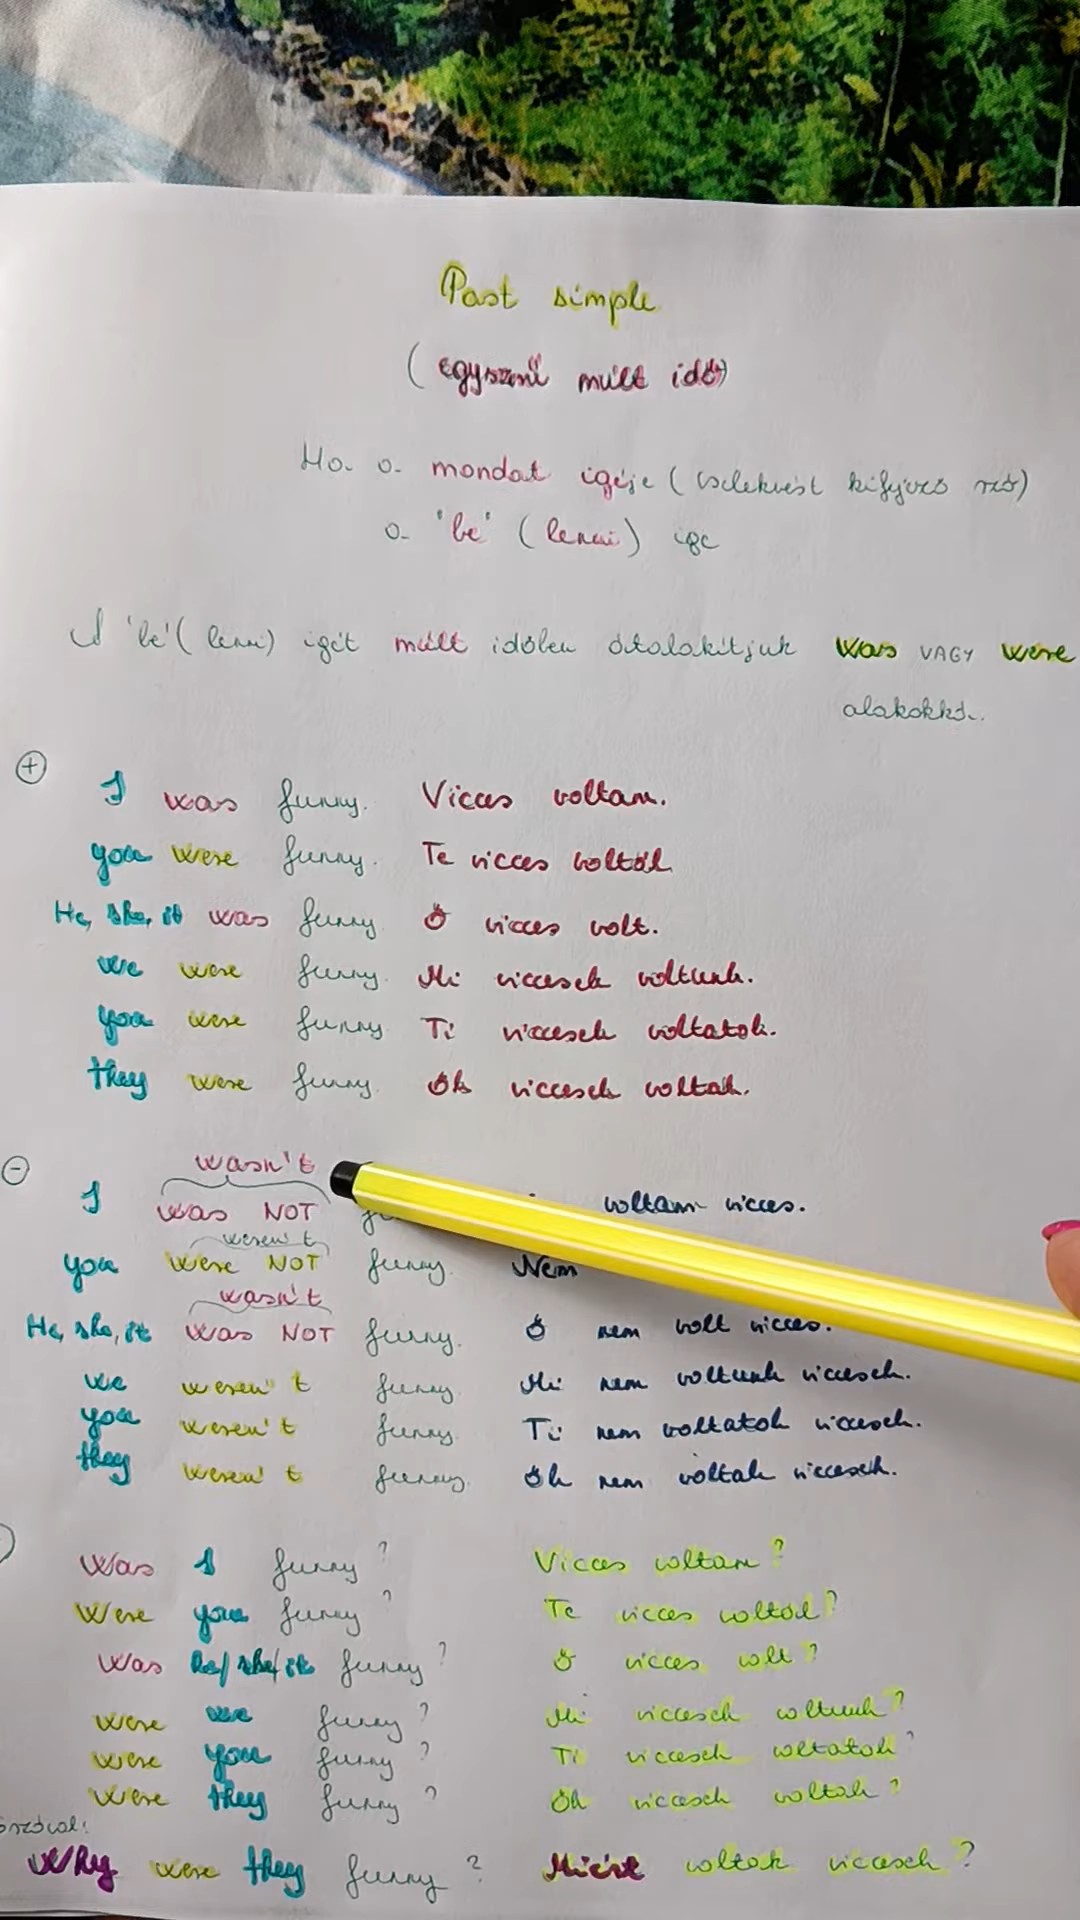 Past simple
(egyszerű múlt idő)
Ha a mondat igéje (cselekvést kifejező szó)
a 'be' (lenni) ige
A 'be' (lenni) igét múlt időben átalakítjuk was VAGY were
alakokká.
+
I was funny. Vicces voltam.
you were funny. Te vicces voltál
He, she, it was funny. Ő vicces volt.
we were funny. Mi viccesek voltunk.
you were funny. Ti viccesek voltatok.
they were funny. Ők viccesek voltak.
wasn't
-
I was NOT voltam vicces.
weren't
you were NOT funny. Nem
wasn't
He, she, it was NOT funny. Ő nem volt vicces.
we weren't funny. Mi nem voltunk viccesek.
you weren't funny. Ti nem voltatok viccesek.
they weren't funny. Ők nem voltak viccesek.
Was I funny? Vicces voltam?
Were you funny? Te vicces voltál?
Was he/she/it funny? Ő vicces volt?
were we funny? Mi viccesek voltunk?
were you funny? Ti viccesek voltatok?
were they funny? Ők viccesek voltak?
Why were they funny? Miért voltak viccesek?